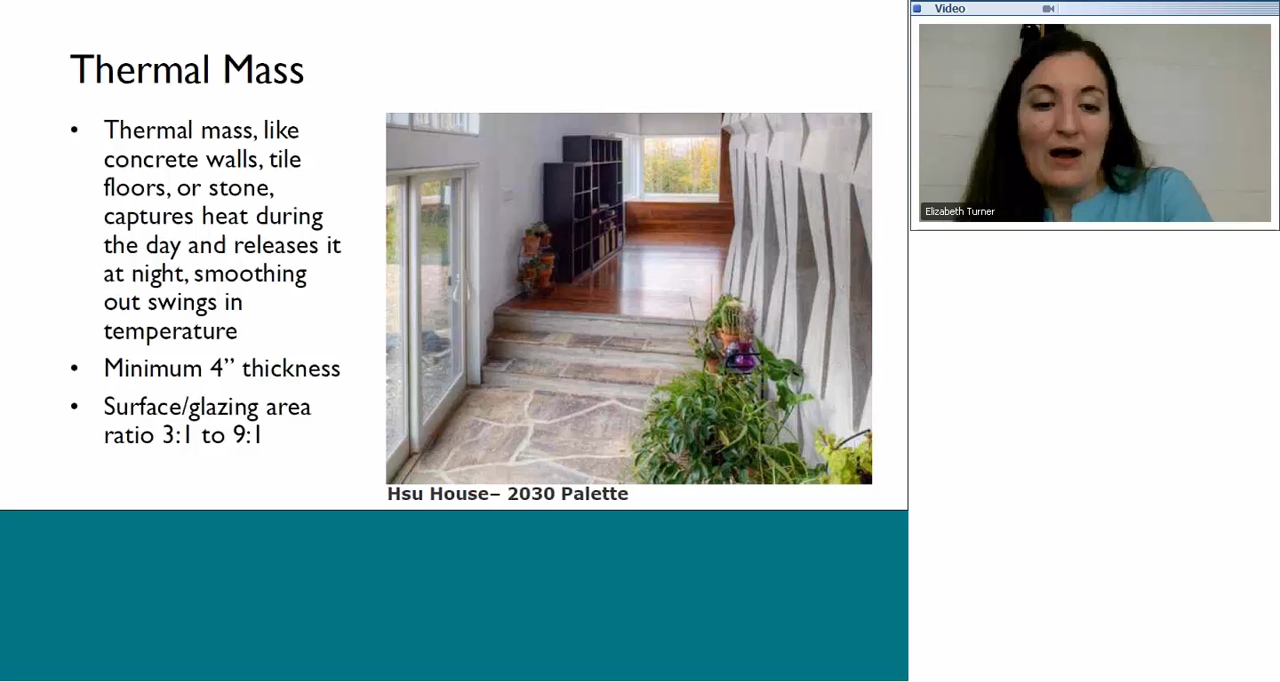 Thermal Mass
• Thermal mass, like
concrete walls, tile
floors, or stone,
captures heat during
the day and releases it
at night, smoothing
out swings in
temperature
• Minimum 4” thickness
• Surface/glazing area
ratio 3:1 to 9:1
Hsu House– 2030 Palette
Video
Elizabeth Turner